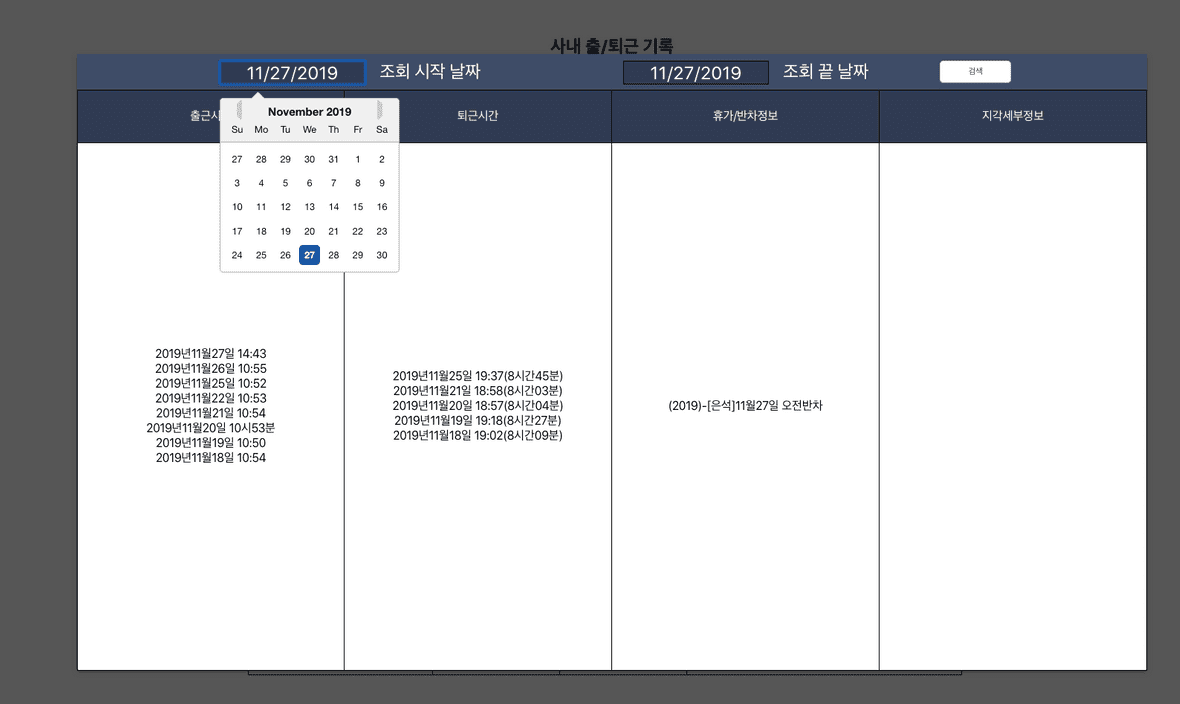 사내 출/퇴근 기록
11/27/2019 조회 시작 날짜 11/27/2019 조회 끝 날짜 검색
출근시 퇴근시간 휴가/반차정보 지각세부정보
November 2019
Su Mo Tu We Th Fr Sa
27 28 29 30 31 1 2
3 4 5 6 7 8 9
10 11 12 13 14 15 16
17 18 19 20 21 22 23
24 25 26 27 28 29 30
2019년11월27일 14:43
2019년11월26일 10:55
2019년11월25일 10:52
2019년11월22일 10:53
2019년11월21일 10:54
2019년11월20일 10시53분
2019년11월19일 10:50
2019년11월18일 10:54
2019년11월25일 19:37(8시간45분)
2019년11월21일 18:58(8시간03분)
2019년11월20일 18:57(8시간04분)
2019년11월19일 19:18(8시간27분)
2019년11월18일 19:02(8시간09분)
(2019)-[은석]11월27일 오전반차